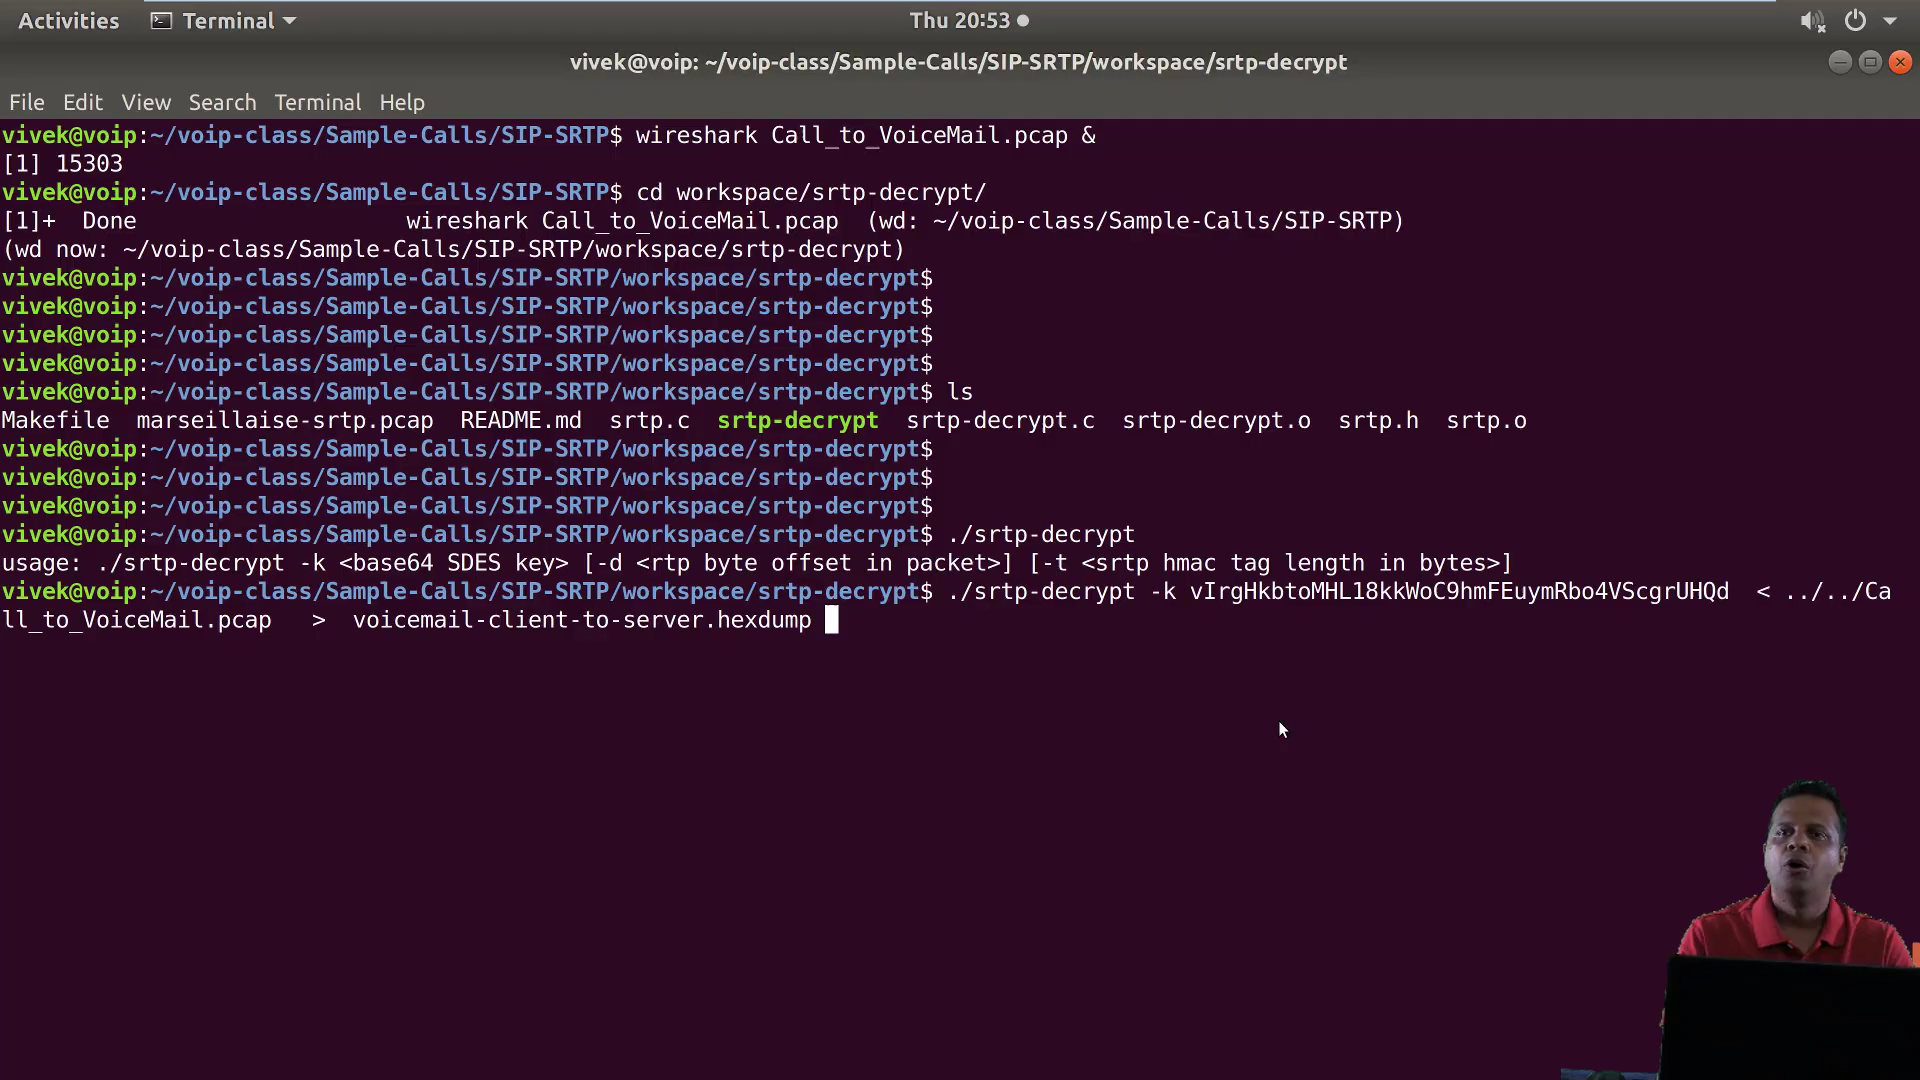 Activities Terminal Thu 20:53
vivek@voip: ~/voip-class/Sample-Calls/SIP-SRTP/workspace/srtp-decrypt
File Edit View Search Terminal Help
vivek@voip:~/voip-class/Sample-Calls/SIP-SRTP$ wireshark Call_to_VoiceMail.pcap &
[1] 15303
vivek@voip:~/voip-class/Sample-Calls/SIP-SRTP$ cd workspace/srtp-decrypt/
[1]+  Done                    wireshark Call_to_VoiceMail.pcap  (wd: ~/voip-class/Sample-Calls/SIP-SRTP)
(wd now: ~/voip-class/Sample-Calls/SIP-SRTP/workspace/srtp-decrypt)
vivek@voip:~/voip-class/Sample-Calls/SIP-SRTP/workspace/srtp-decrypt$
vivek@voip:~/voip-class/Sample-Calls/SIP-SRTP/workspace/srtp-decrypt$
vivek@voip:~/voip-class/Sample-Calls/SIP-SRTP/workspace/srtp-decrypt$
vivek@voip:~/voip-class/Sample-Calls/SIP-SRTP/workspace/srtp-decrypt$
vivek@voip:~/voip-class/Sample-Calls/SIP-SRTP/workspace/srtp-decrypt$ ls
Makefile  marseillaise-srtp.pcap  README.md  srtp.c  srtp-decrypt  srtp-decrypt.c  srtp-decrypt.o  srtp.h  srtp.o
vivek@voip:~/voip-class/Sample-Calls/SIP-SRTP/workspace/srtp-decrypt$
vivek@voip:~/voip-class/Sample-Calls/SIP-SRTP/workspace/srtp-decrypt$
vivek@voip:~/voip-class/Sample-Calls/SIP-SRTP/workspace/srtp-decrypt$
vivek@voip:~/voip-class/Sample-Calls/SIP-SRTP/workspace/srtp-decrypt$ ./srtp-decrypt
usage: ./srtp-decrypt -k <base64 SDES key> [-d <rtp byte offset in packet>] [-t <srtp hmac tag length in bytes>]
vivek@voip:~/voip-class/Sample-Calls/SIP-SRTP/workspace/srtp-decrypt$ ./srtp-decrypt -k vIrgHkbtoMHL18kkWoC9hmFEuymRbo4VScgrUHQd  < ../../Ca
ll_to_VoiceMail.pcap   >  voicemail-client-to-server.hexdump